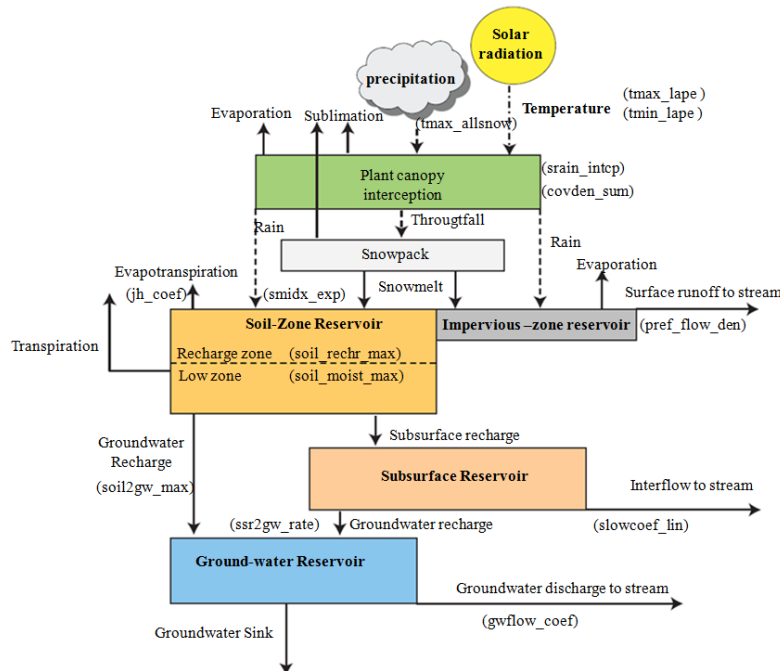 Solar
radiation
precipitation
Temperature
(tmax_lape )
(tmin_lape )
Evaporation
Sublimation
(tmax_allsnow)
Plant canopy
interception
(srain_intcp)
(covden_sum)
Rain
Througtfall
Rain
Snowpack
Evaporation
Evapotranspiration
(jh_coef)
(smidx_exp)
Snowmelt
Surface runoff to stream
(pref_flow_den)
Soil-Zone Reservoir
Impervious –zone reservoir
Transpiration
Recharge zone
(soil_rechr_max)
Low zone
(soil_moist_max)
Groundwater
Recharge
(soil2gw_max)
Subsurface recharge
Subsurface Reservoir
Interflow to stream
(slowcoef_lin)
(ssr2gw_rate)
Groundwater recharge
Ground-water Reservoir
Groundwater discharge to stream
(gwflow_coef)
Groundwater Sink